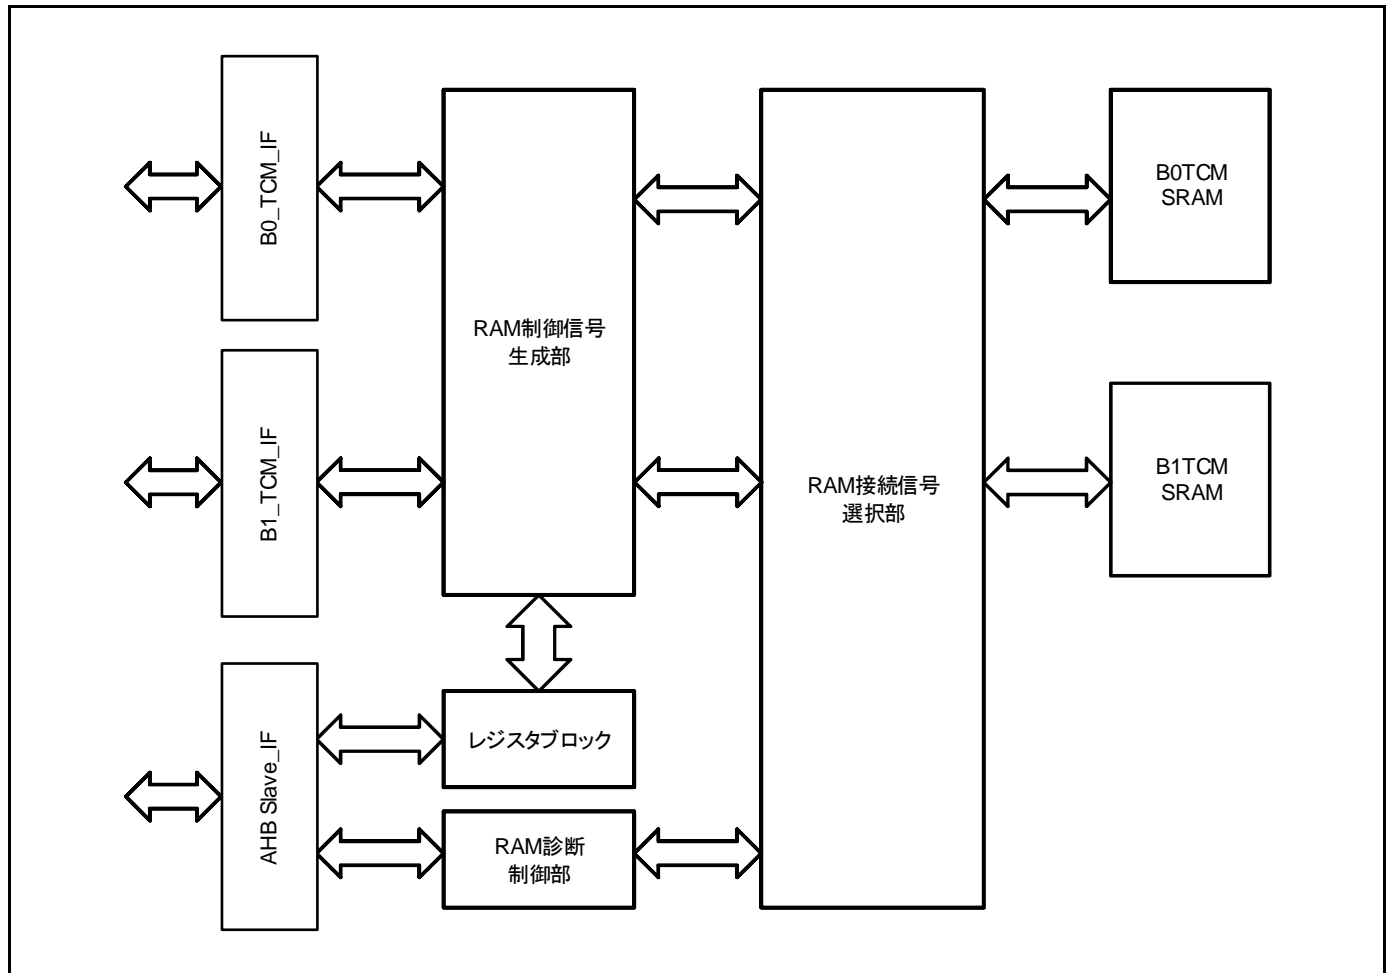 B0_TCM_IF
B1_TCM_IF
AHB Slave_IF
RAM制御信号
生成部
レジスタブロック
RAM診断
制御部
RAM接続信号
選択部
B0TCM
SRAM
B1TCM
SRAM